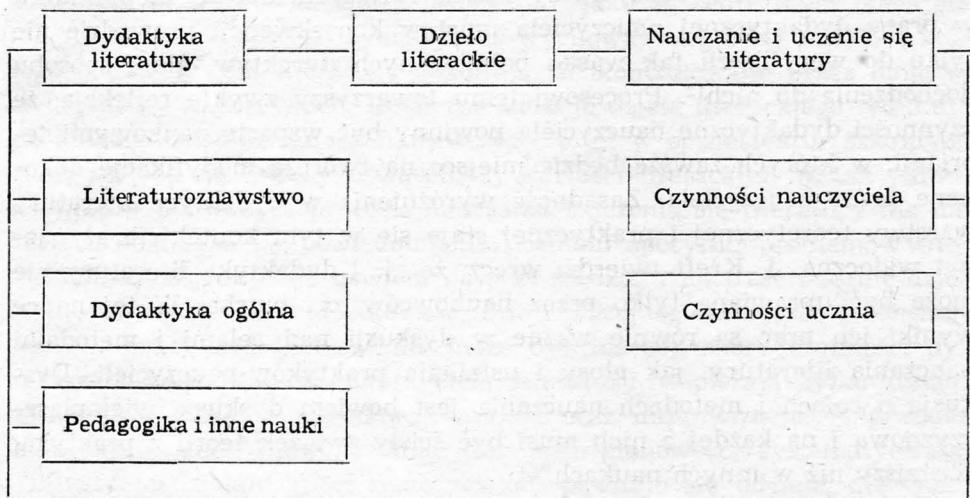 Dydaktyka
literatury
Dzieło
literackie
Nauczanie i uczenie się
literatury
Literaturoznawstwo
Czynności nauczyciela
Dydaktyka ogólna
Czynności ucznia
Pedagogika i inne nauki